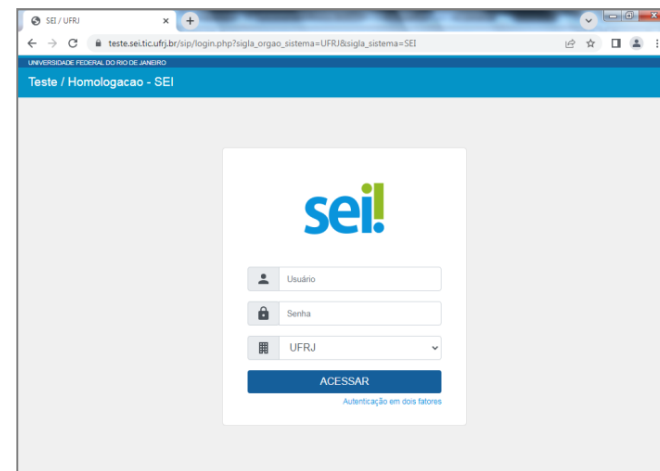 SEI / UFRJ
teste.sei.tic.ufrj.br/sip/login.php?sigla_orgao_sistema=UFRJ&sigla_sistema=SEI
UNIVERSIDADE FEDERAL DO RIO DE JANEIRO
Teste / Homologacao - SEI
sei!
Usuário
Senha
UFRJ
ACESSAR
Autenticação em dois fatores